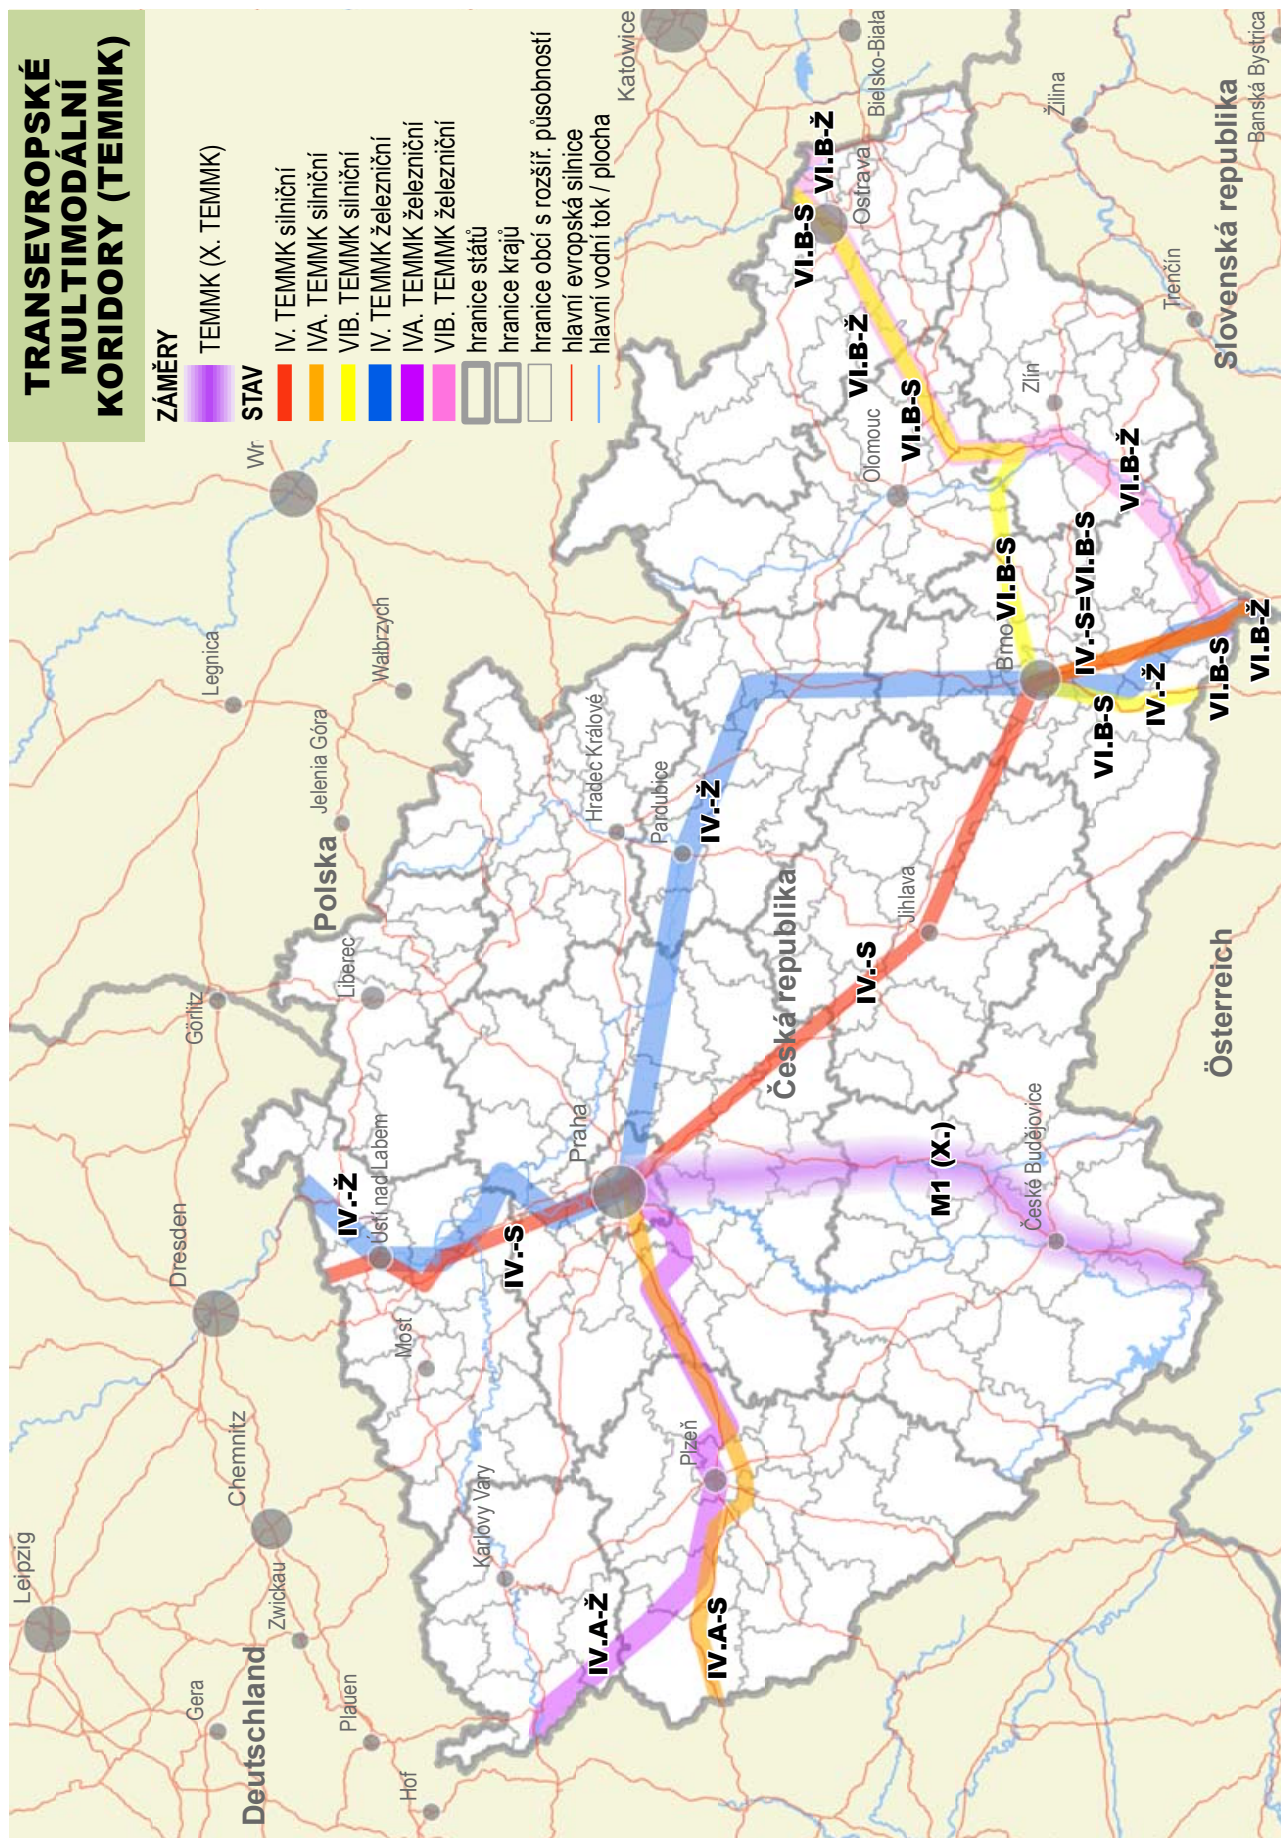 TRANSEVROPSKÉ
MULTIMODÁLNÍ
KORIDORY (TEMMK)
ZÁMĚRY
TEMMK (X. TEMMK)
STAV
IV. TEMMK silniční
IVA. TEMMK silniční
VIB. TEMMK silniční
IV. TEMMK železniční
IVA. TEMMK železniční
VIB. TEMMK železniční
hranice států
hranice krajů
hranice obcí s rozšíř. působností
hlavní evropská silnice
hlavní vodní tok / plocha
Leipzig
Gera
Zwickau
Chemnitz
Deutschland
Plauen
Hof
Dresden
Görlitz
Legnica
Wałbrzych
Jelenia Góra
Polska
Wr
Katowice
Bielsko-Biała
Žilina
Banská Bystrica
Slovenská republika
Trenčín
Österreich
Česká republika
Liberec
Ústí nad Labem
Most
Karlovy Vary
Plzeň
Praha
Hradec Králové
Pardubice
Jihlava
České Budějovice
Brno
Olomouc
Zlín
Ostrava
IV.-Ž
IV.-S
IV.A-Ž
IV.A-S
M1 (X.)
IV.-Ž
IV.-S
VI.B-S
IV.-S=VI.B-S
VI.B-S
IV.-Ž
VI.B-S
VI.B-Ž
VI.B-Ž
VI.B-S
VI.B-Ž
VI.B-S
VI.B-Ž